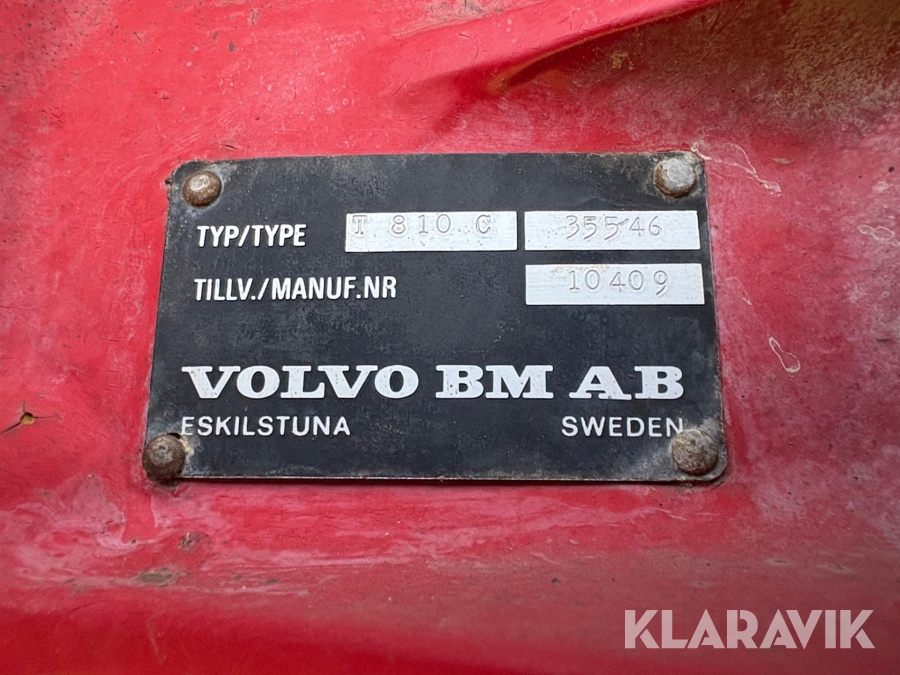 TYP/TYPE T 810 C 35546
TILLV./MANUF.NR 10409
VOLVO BM AB
ESKILSTUNA SWEDEN
KLARAVIK